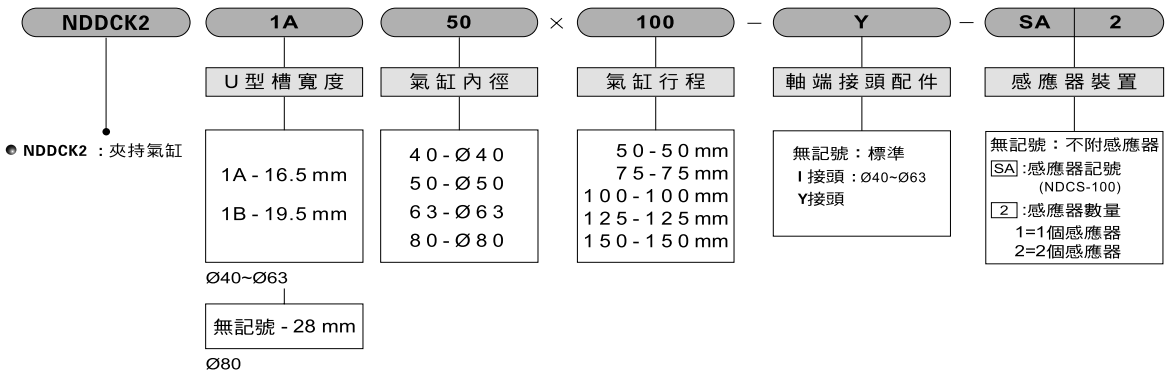 NDDCK2 1A 50 × 100 – Y – SA 2
U型槽寬度 氣缸內徑 氣缸行程 軸端接頭配件 感應器裝置
NDDCK2 : 夾持氣缸
1A - 16.5 mm
1B - 19.5 mm
Ø40~Ø63
無記號 - 28 mm
Ø80
40-Ø40
50-Ø50
63-Ø63
80-Ø80
50-50mm
75-75mm
100-100mm
125-125mm
150-150mm
無記號：標準
I 接頭：Ø40~Ø63
Y接頭
無記號：不附感應器
SA :感應器記號
(NDCS-100)
2 :感應器數量
1=1個感應器
2=2個感應器